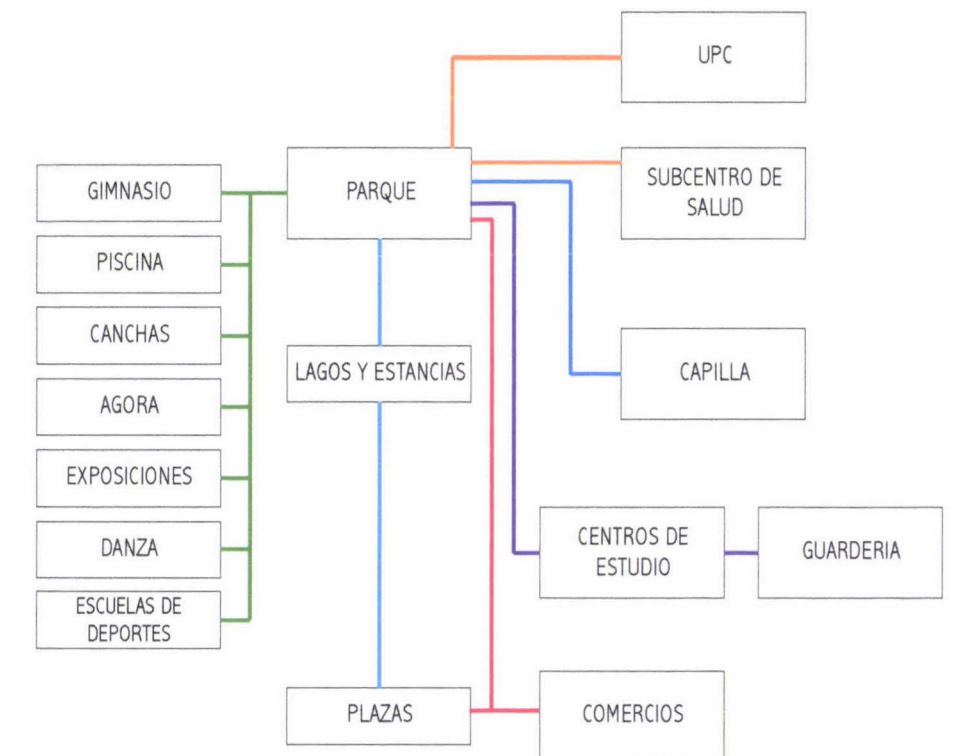 UPC
SUBCENTRO DE
SALUD
GIMNASIO
PARQUE
PISCINA
CANCHAS
LAGOS Y ESTANCIAS
CAPILLA
AGORA
EXPOSICIONES
DANZA
CENTROS DE
ESTUDIO
GUARDERIA
ESCUELAS DE
DEPORTES
PLAZAS
COMERCIOS